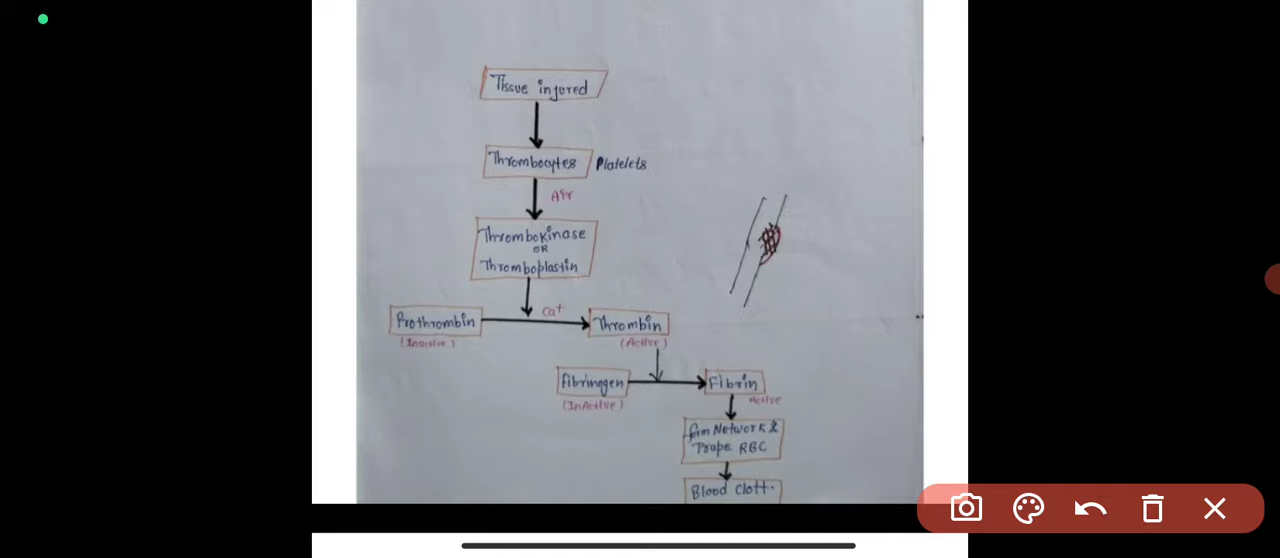 Tissue injured
Thrombocytes Platelets
Air
Thrombokinase
OR
Thromboplastin
Ca+
Prothrombin Thrombin
(Inactive) (Active)
Fibrinogen Fibrin
(InActive) Active
form Network &
Trape RBC
Blood Clott.